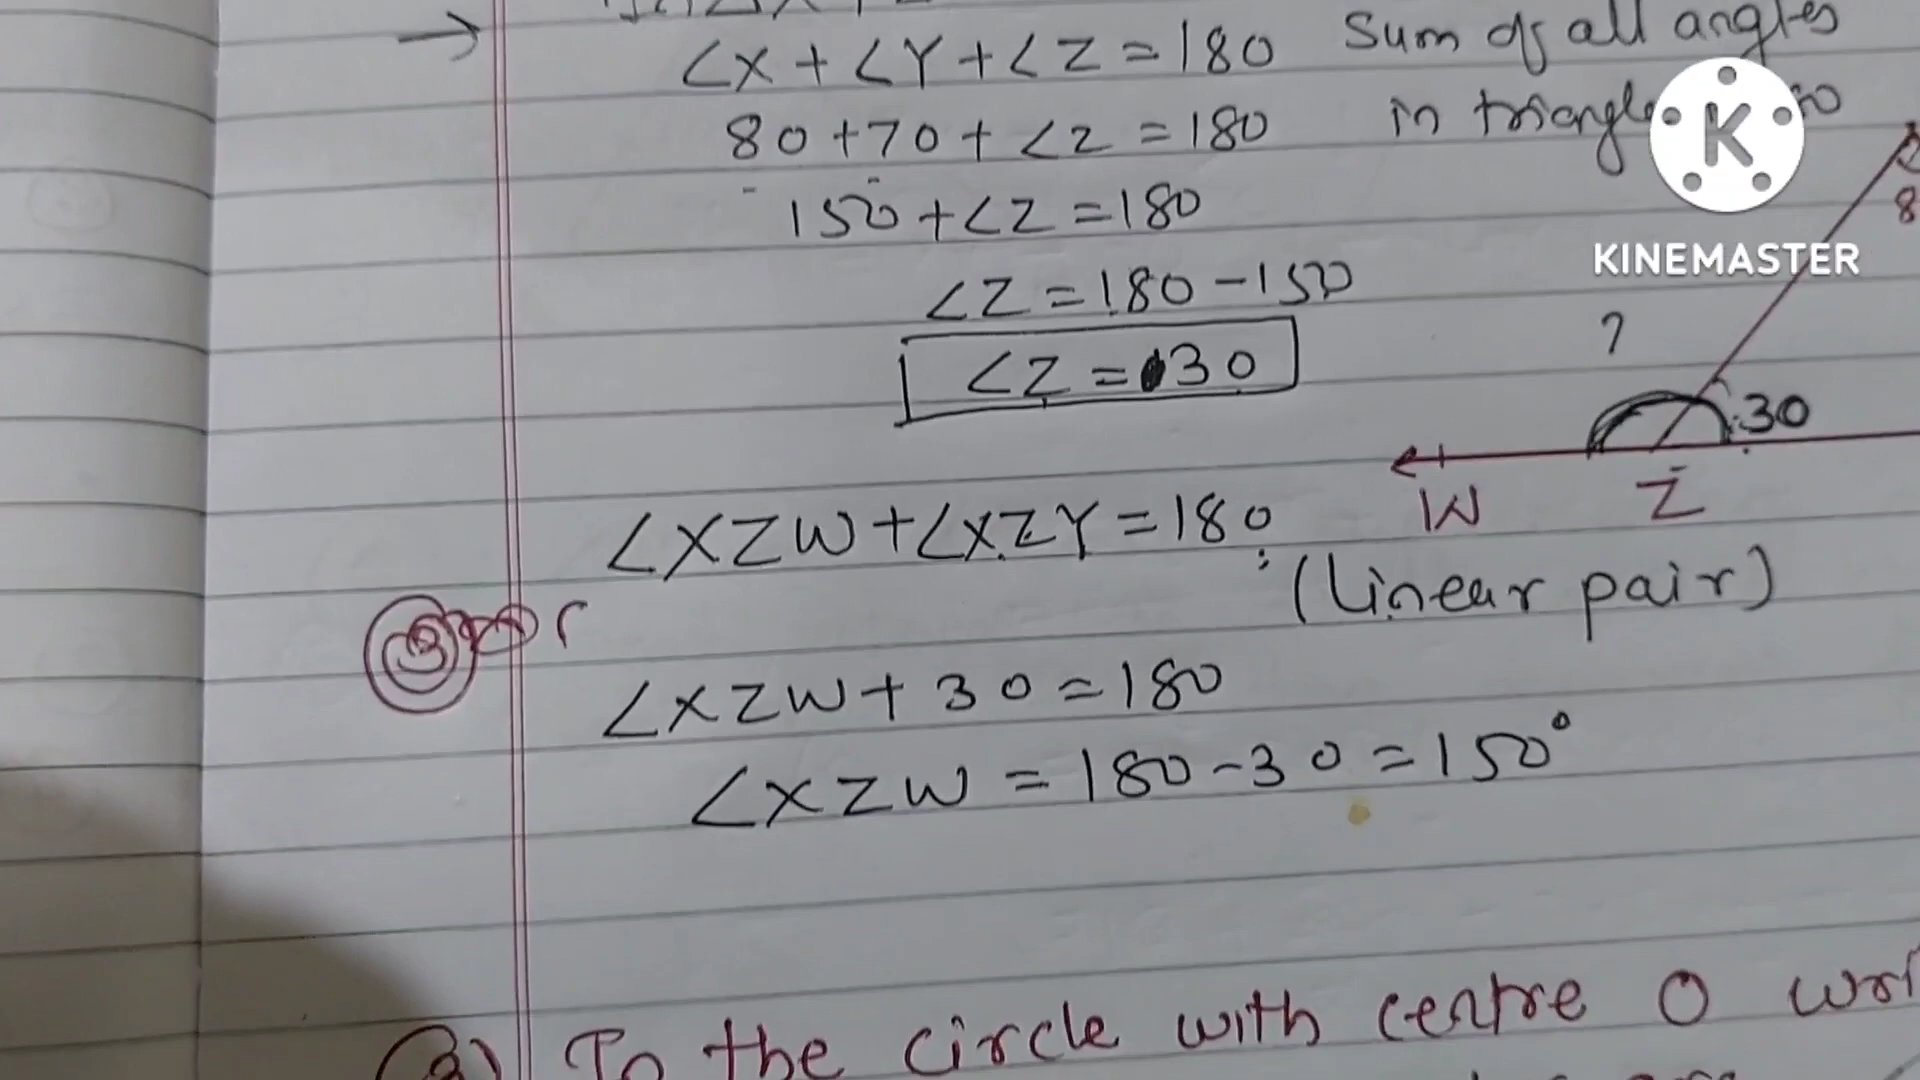 ∠X + ∠Y + ∠Z = 180 Sum of all angles
80 + 70 + ∠Z = 180 in triangle
150 + ∠Z = 180
∠Z = 180 - 150
∠Z = 30
K
KINEMASTER
8
?
30
W Z
∠XZW + ∠XZY = 180
(linear pair)
∠XZW + 30 = 180
∠XZW = 180 - 30 = 150°
To the circle with centre O